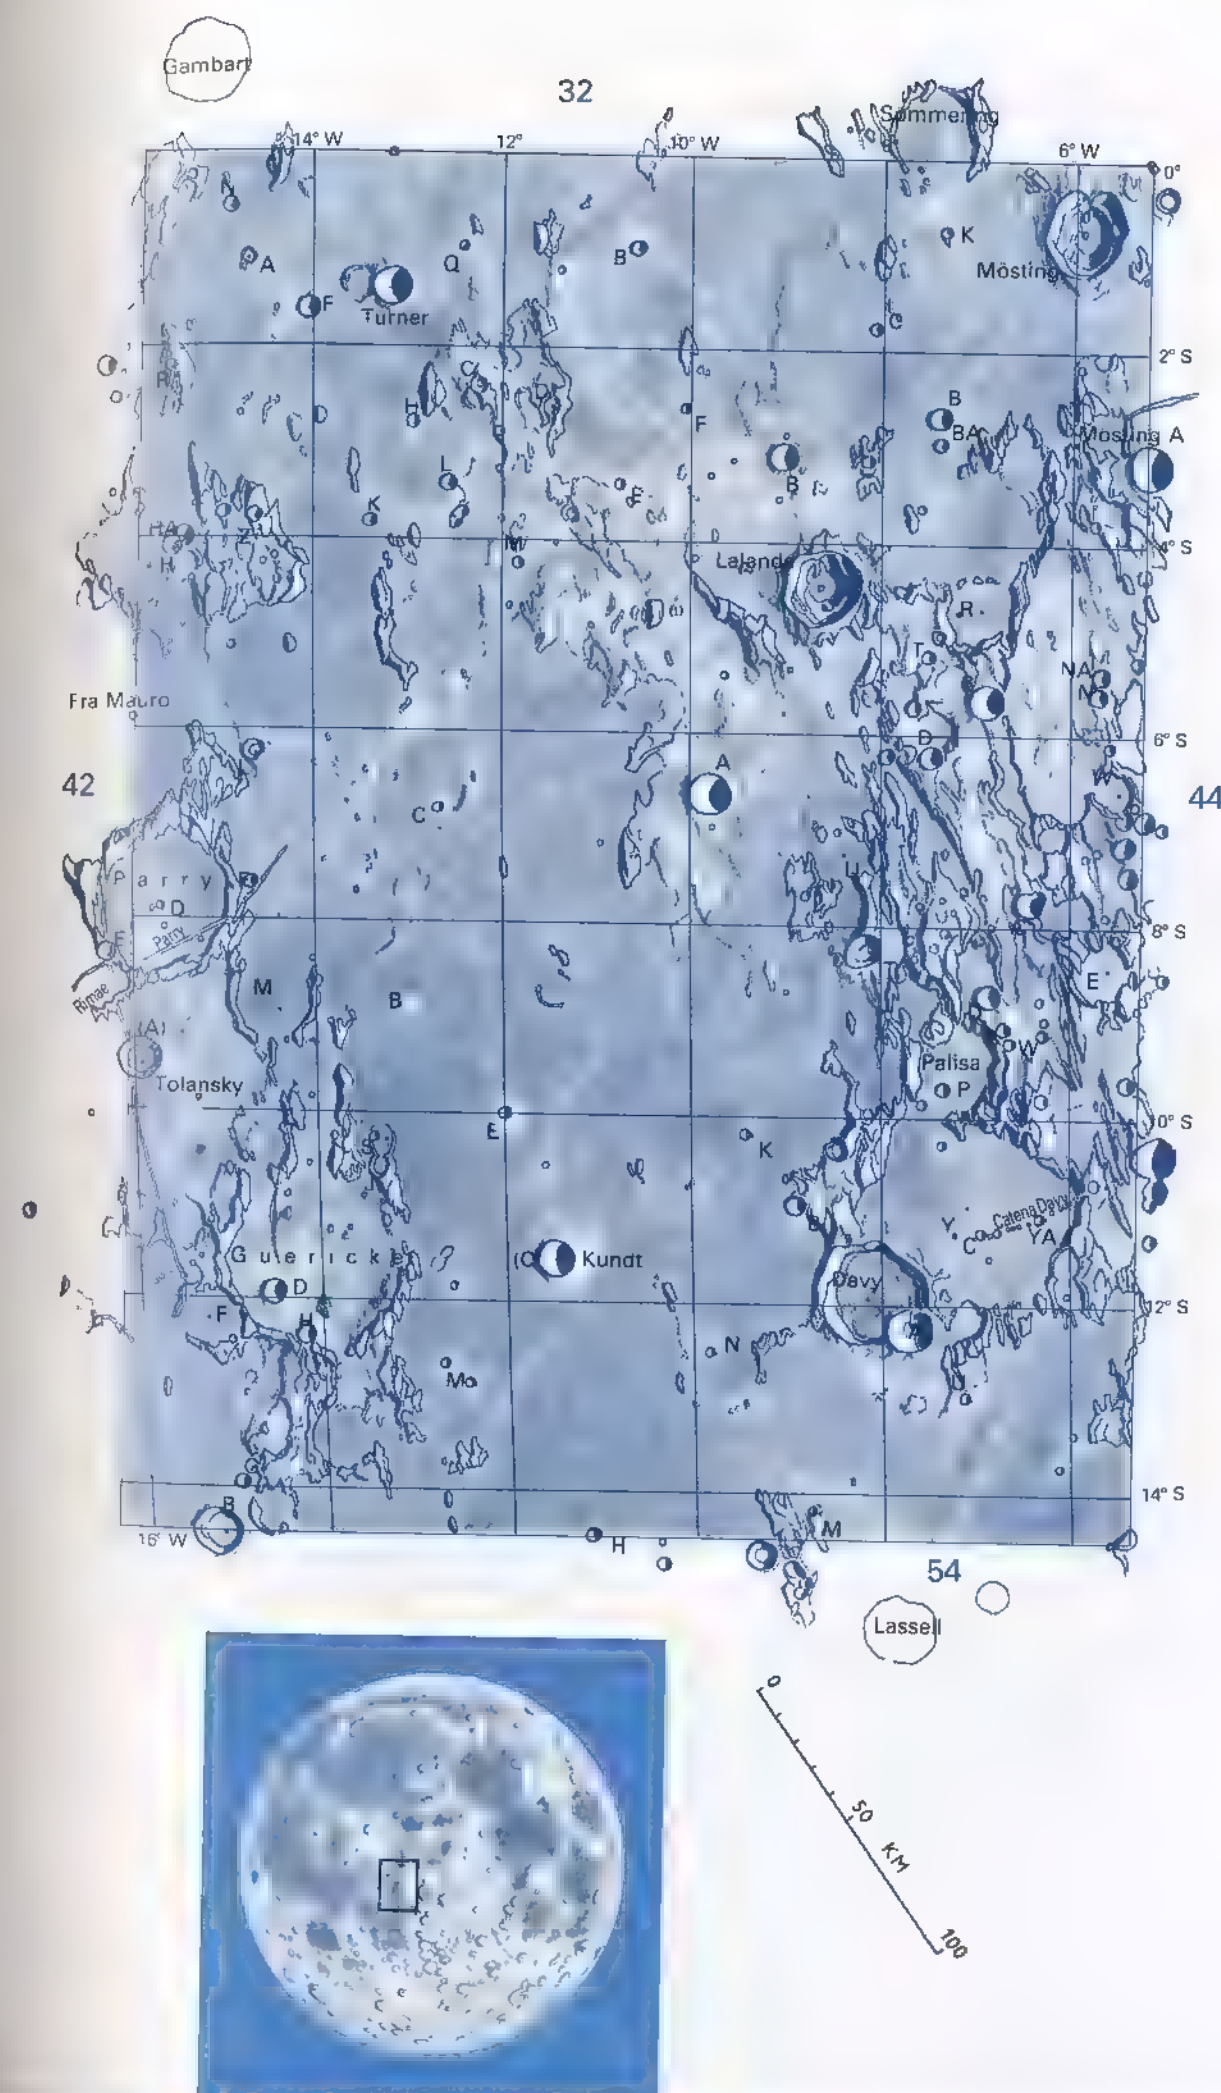 Gambart
32
Sömmering
14° W
12°
10° W
6° W
0°
N
A
Q
B
K
Mösting
F
Turner
2° S
R
C
H
F
B
BA
Mösting A
B
L
E
K
HA
H
M
4° S
Lalande
R
T
NA
N
Fra Mauro
D
6° S
A
42
W
44
C
U
Parry
D
Parry
F
8° S
E
Rimae
M
B
(A)
W
Palisa
P
Tolansky
10° S
E
K
S
Y
Catena Davy
C
YA
Guericke
Kundt
D
Davy
F
H
12° S
A
N
Mo
U
G
14° S
B
16° W
H
M
54
Lassell
0
50
KM
100